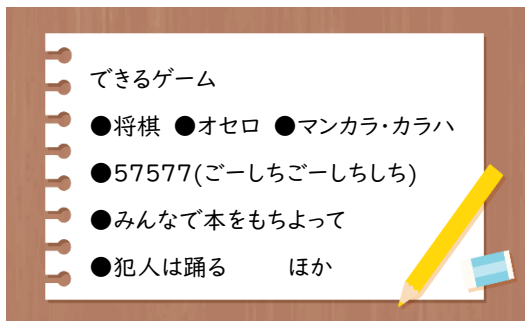 できるゲーム
●将棋 ●オセロ ●マンカラ・カラハ
●57577(ごーしちごーしちしち)
●みんなで本をもちよって
●犯人は踊る　　ほか